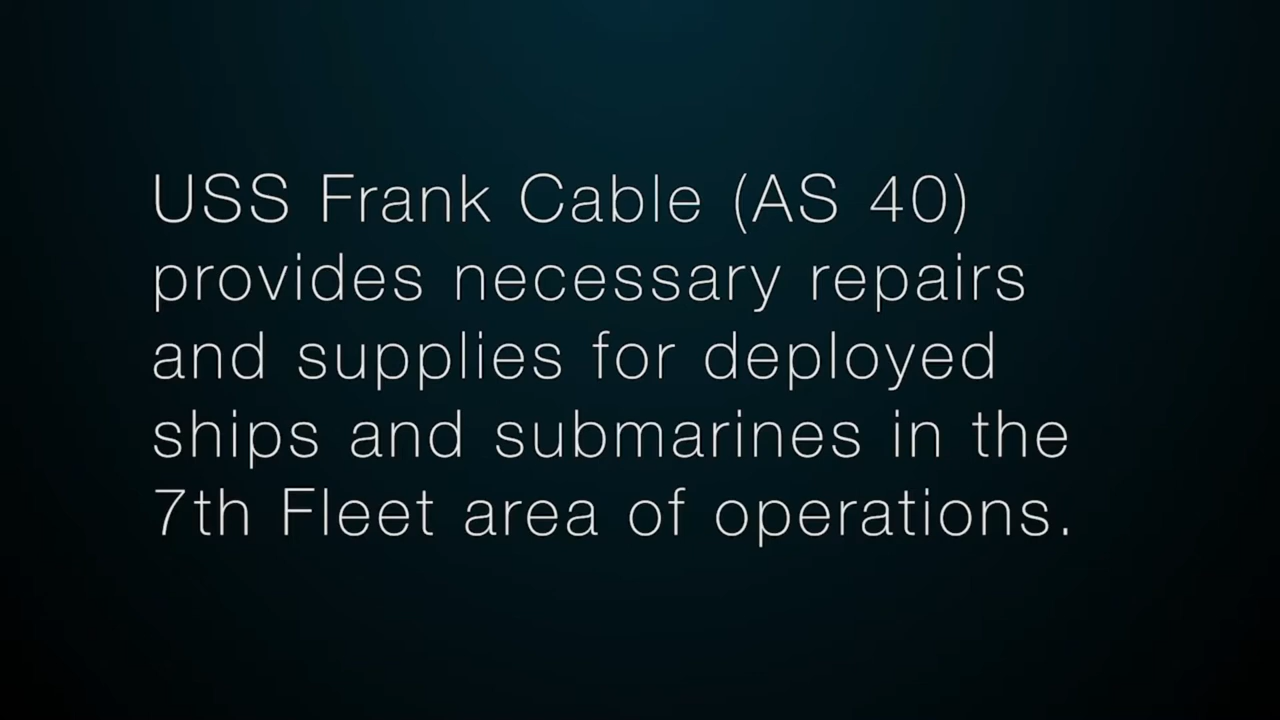 USS Frank Cable (AS 40)
provides necessary repairs
and supplies for deployed
ships and submarines in the
7th Fleet area of operations.